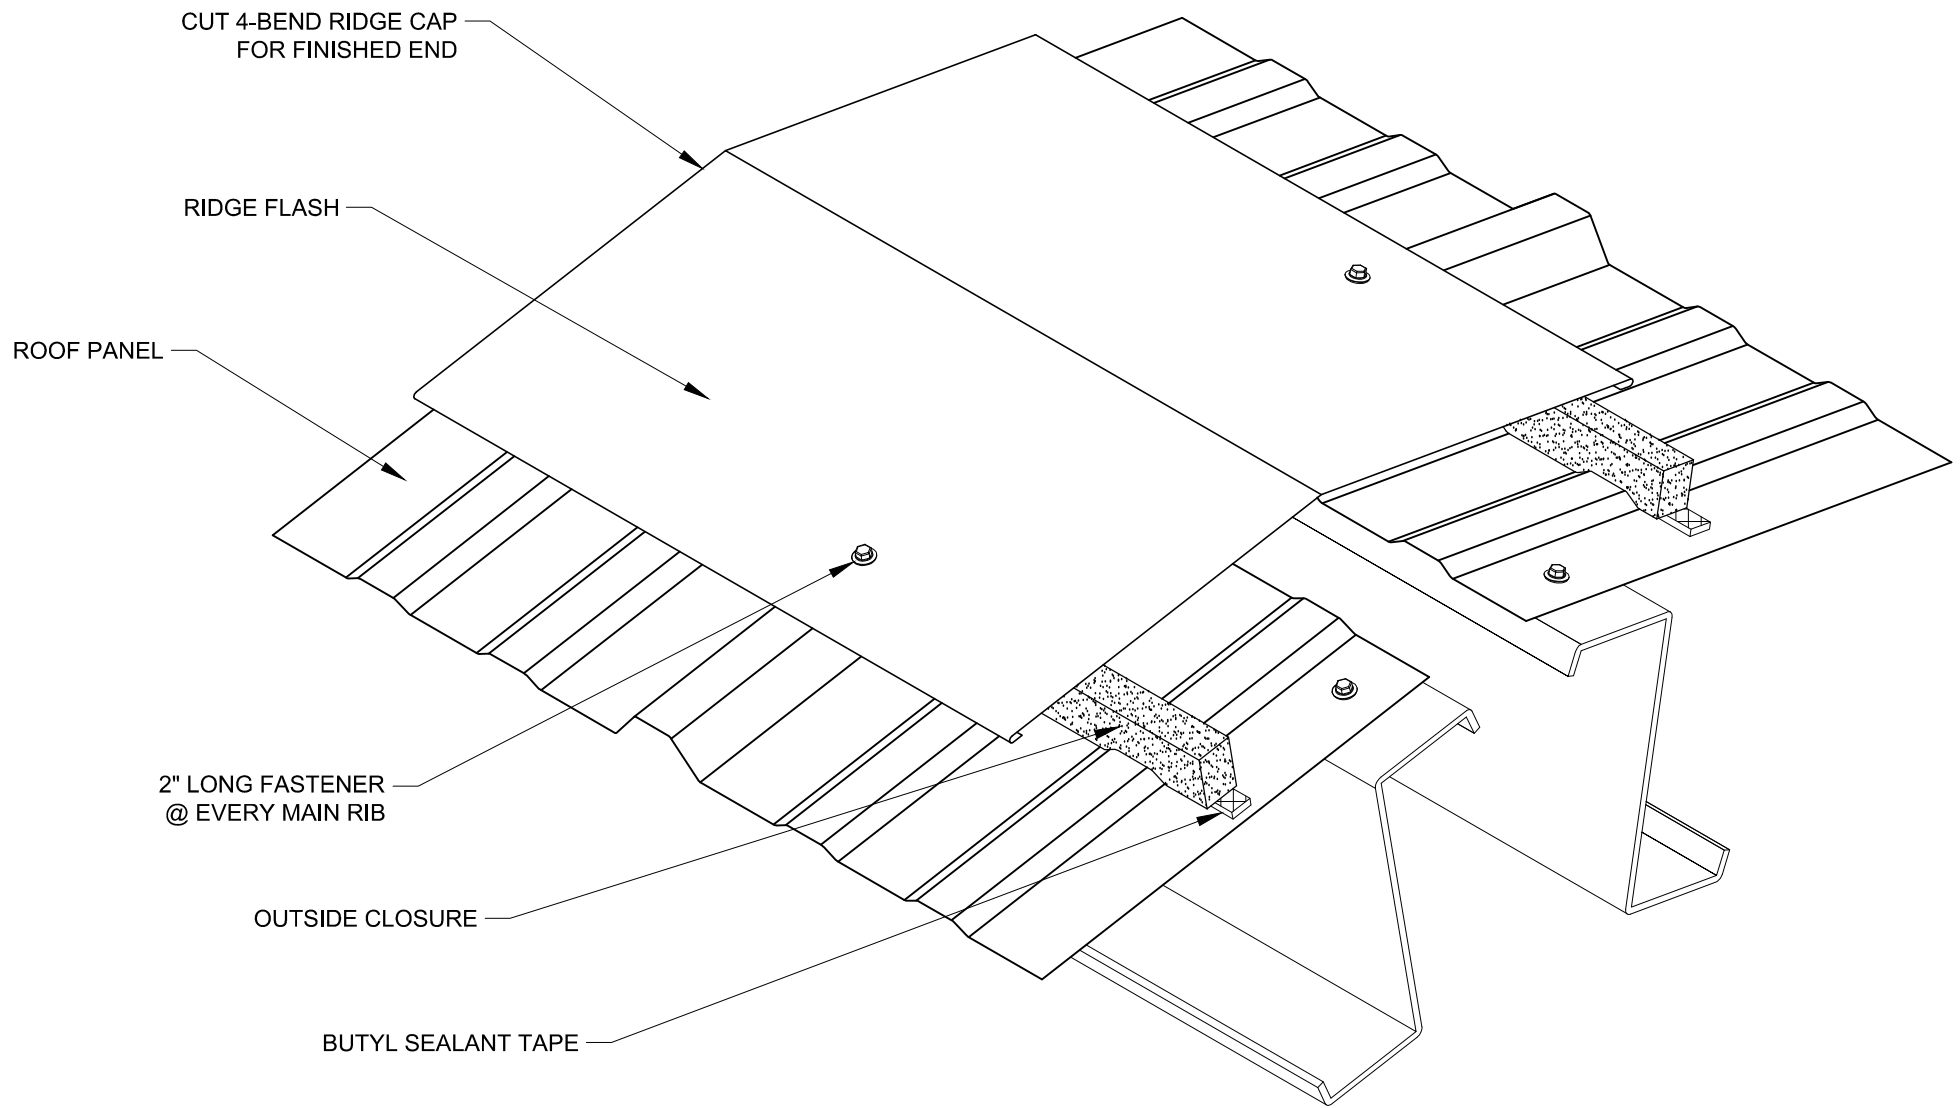 CUT 4-BEND RIDGE CAP
FOR FINISHED END
RIDGE FLASH
ROOF PANEL
2" LONG FASTENER
@ EVERY MAIN RIB
OUTSIDE CLOSURE
BUTYL SEALANT TAPE